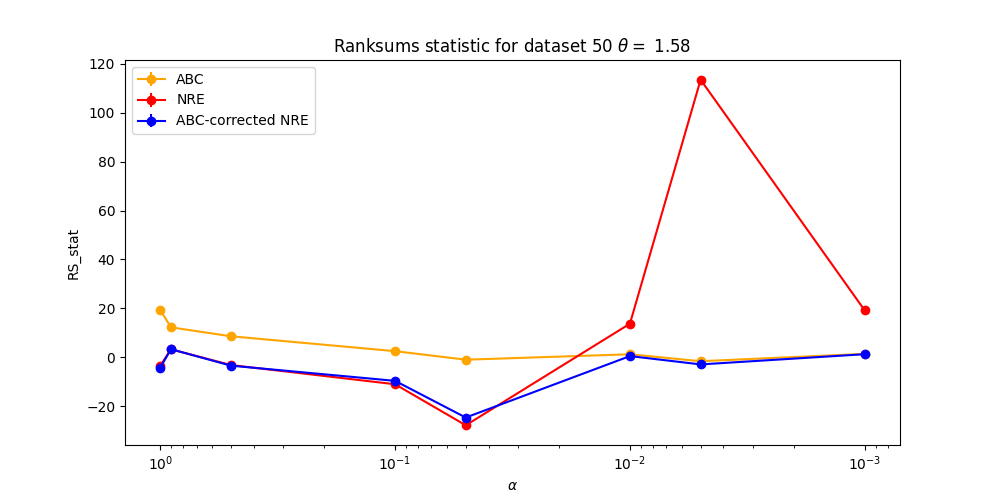 Ranksums statistic for dataset 50 θ = 1.58
ABC
NRE
ABC-corrected NRE
RS_stat
120
100
80
60
40
20
0
−20
10⁰
10⁻¹
10⁻²
10⁻³
α